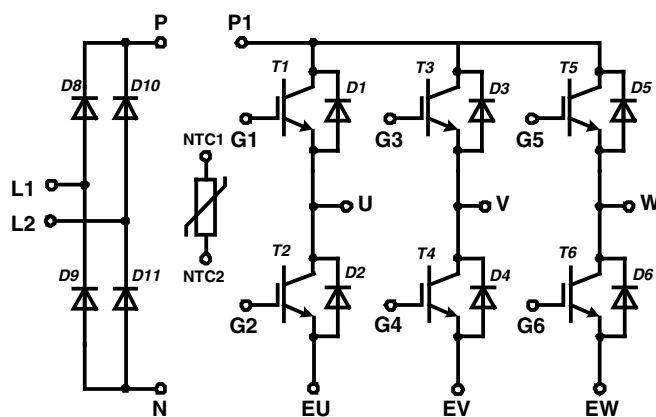 P P1
T1 T3 T5
D8 D10 D1 D3 D5
G1 G3 G5
NTC1
L1
L2 U V W
D9 D11 NTC2 T2 D2 T4 D4 T6 D6
G2 G4 G6
N EU EV EW